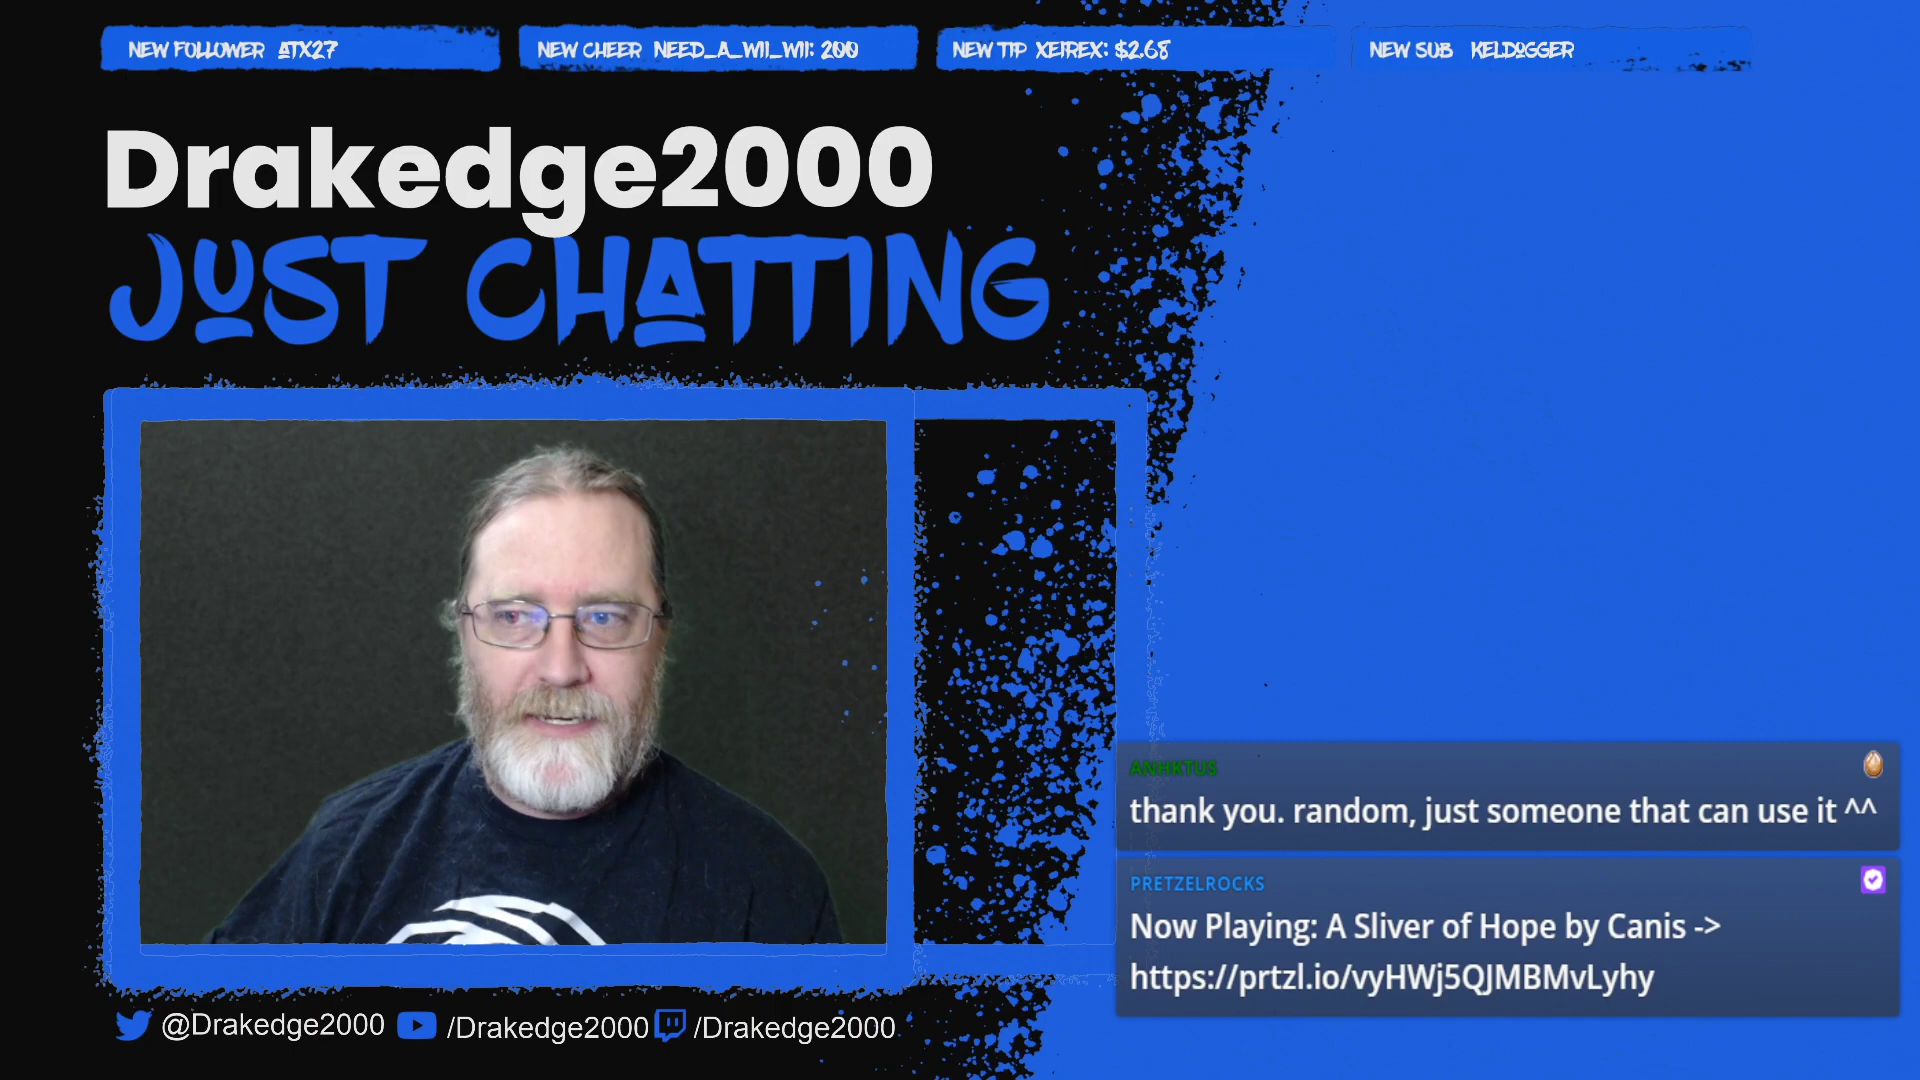 NEW FOLLOWER ATX27
NEW CHEER NEED_A_WII_WII: 200
NEW TIP XEIREX: $2.68
NEW SUB KELDOGGER
Drakedge2000
JUST CHATTING
ANHKTUS
thank you. random, just someone that can use it ^^
PRETZELROCKS
Now Playing: A Sliver of Hope by Canis ->
https://prtzl.io/vyHWj5QJMBMvLyhy
@Drakedge2000 /Drakedge2000 /Drakedge2000